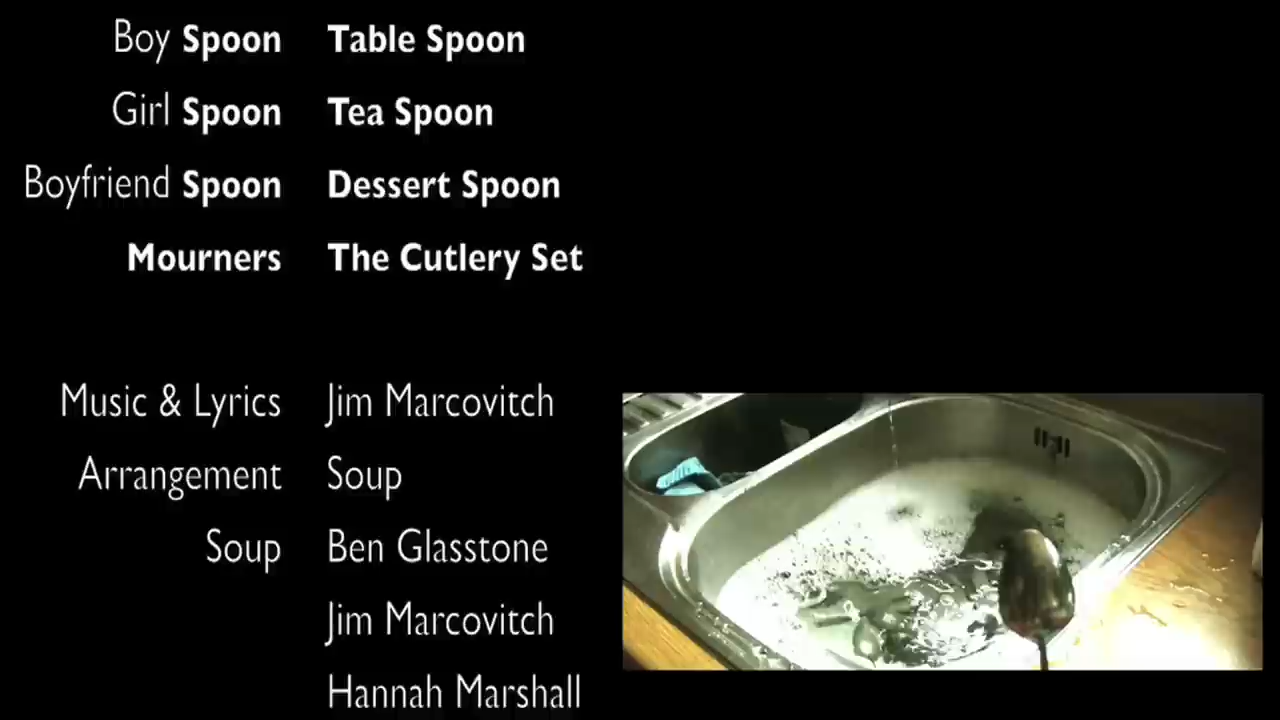 Boy Spoon Table Spoon
Girl Spoon Tea Spoon
Boyfriend Spoon Dessert Spoon
Mourners The Cutlery Set
Music & Lyrics Jim Marcovitch
Arrangement Soup
Soup Ben Glasstone
Jim Marcovitch
Hannah Marshall